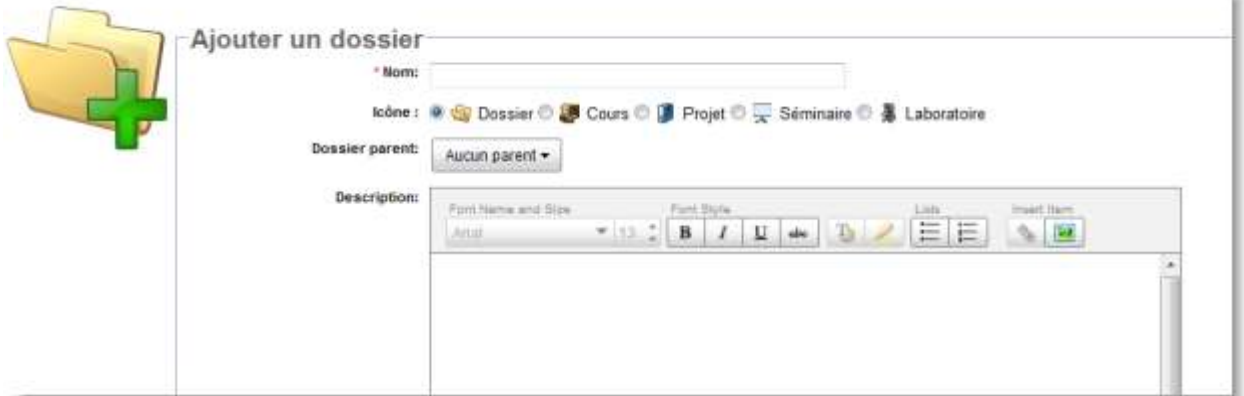 Ajouter un dossier
* Nom:
Icône : Dossier Cours Projet Séminaire Laboratoire
Dossier parent: Aucun parent
Description:
Font Name and Size Font Style Lists Insert Item
Arial 13 B I U abc